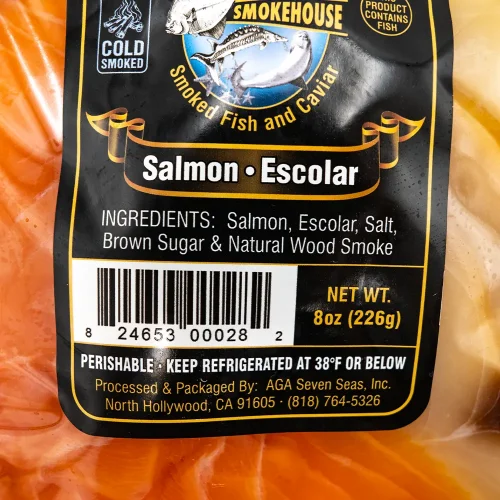 SMOKEHOUSE
PRODUCT
CONTAINS
FISH
COLD
SMOKED
Smoked Fish and Caviar
Salmon • Escolar
INGREDIENTS: Salmon, Escolar, Salt,
Brown Sugar & Natural Wood Smoke
8 24653 00028 2
NET WT.
8oz (226g)
PERISHABLE · KEEP REFRIGERATED AT 38°F OR BELOW
Processed & Packaged By: AGA Seven Seas, Inc.
North Hollywood, CA 91605 · (818) 764-5326